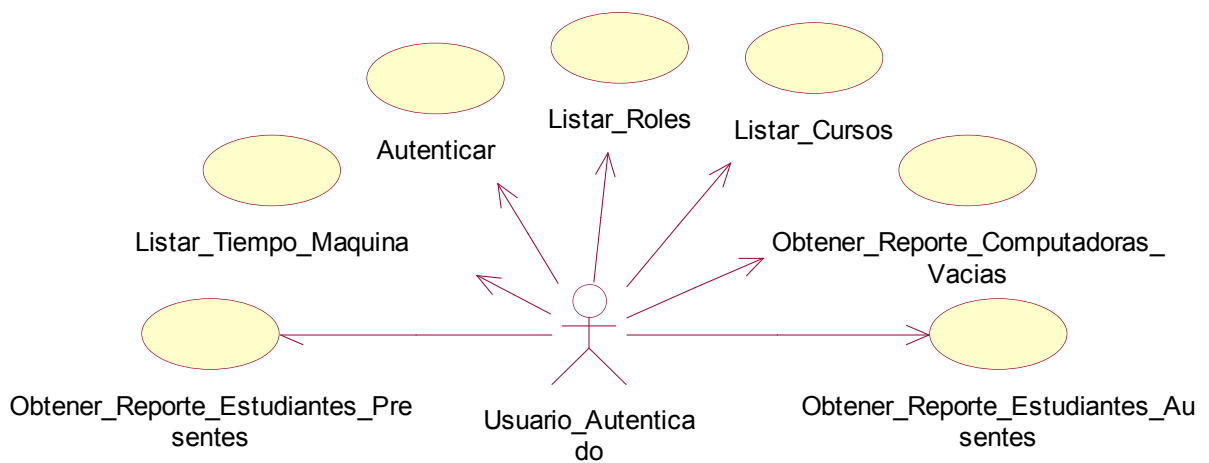 Listar_Roles
Listar_Cursos
Autenticar
Listar_Tiempo_Maquina
Obtener_Reporte_Computadoras_
Vacias
Obtener_Reporte_Estudiantes_Pre
sentes
Usuario_Autentica
do
Obtener_Reporte_Estudiantes_Au
sentes